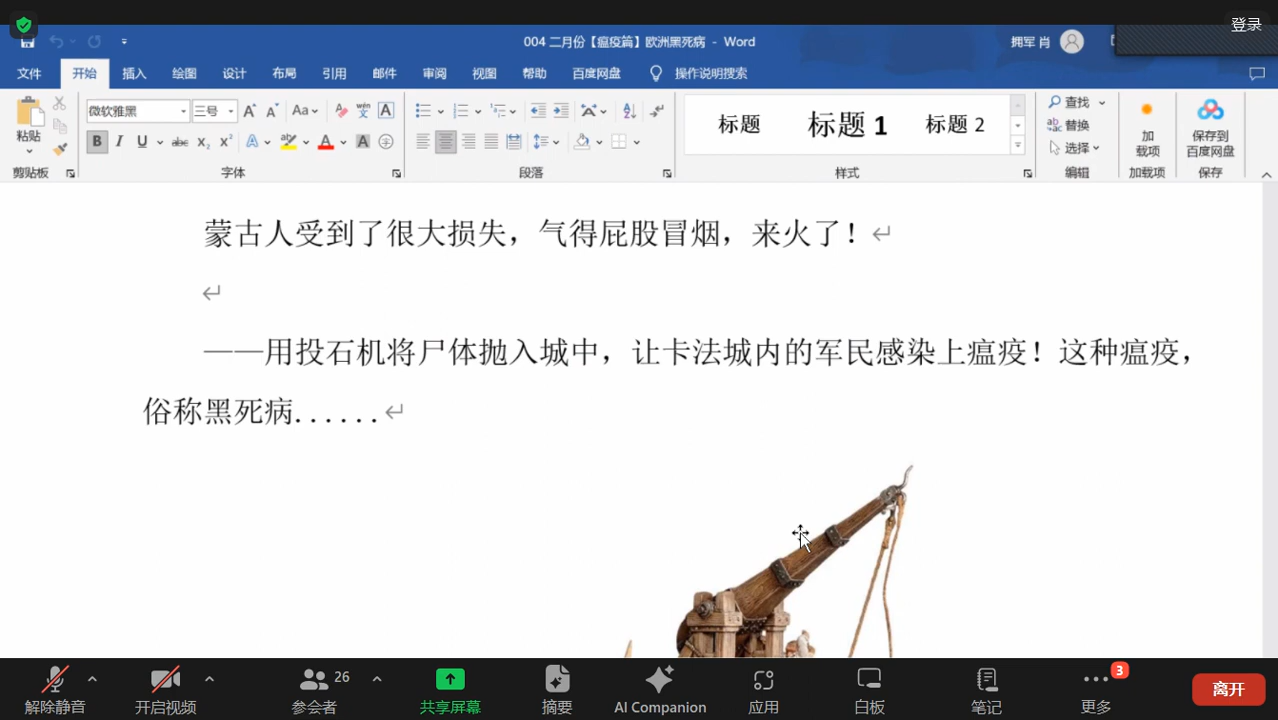 登录
004 二月份【瘟疫篇】欧洲黑死病 - Word
拥军 肖
文件 开始 插入 绘图 设计 布局 引用 邮件 审阅 视图 帮助 百度网盘 操作说明搜索
粘贴
剪贴板
微软雅黑 三号
字体
段落
标题 标题 1 标题 2
样式
查找
替换
选择
编辑
加载项
加载项
保存到百度网盘
保存
蒙古人受到了很大损失，气得屁股冒烟，来火了！
——用投石机将尸体抛入城中，让卡法城内的军民感染上瘟疫！这种瘟疫，
俗称黑死病......
解除静音 开启视频 参会者 26 共享屏幕 摘要 AI Companion 应用 白板 笔记 更多 3 离开